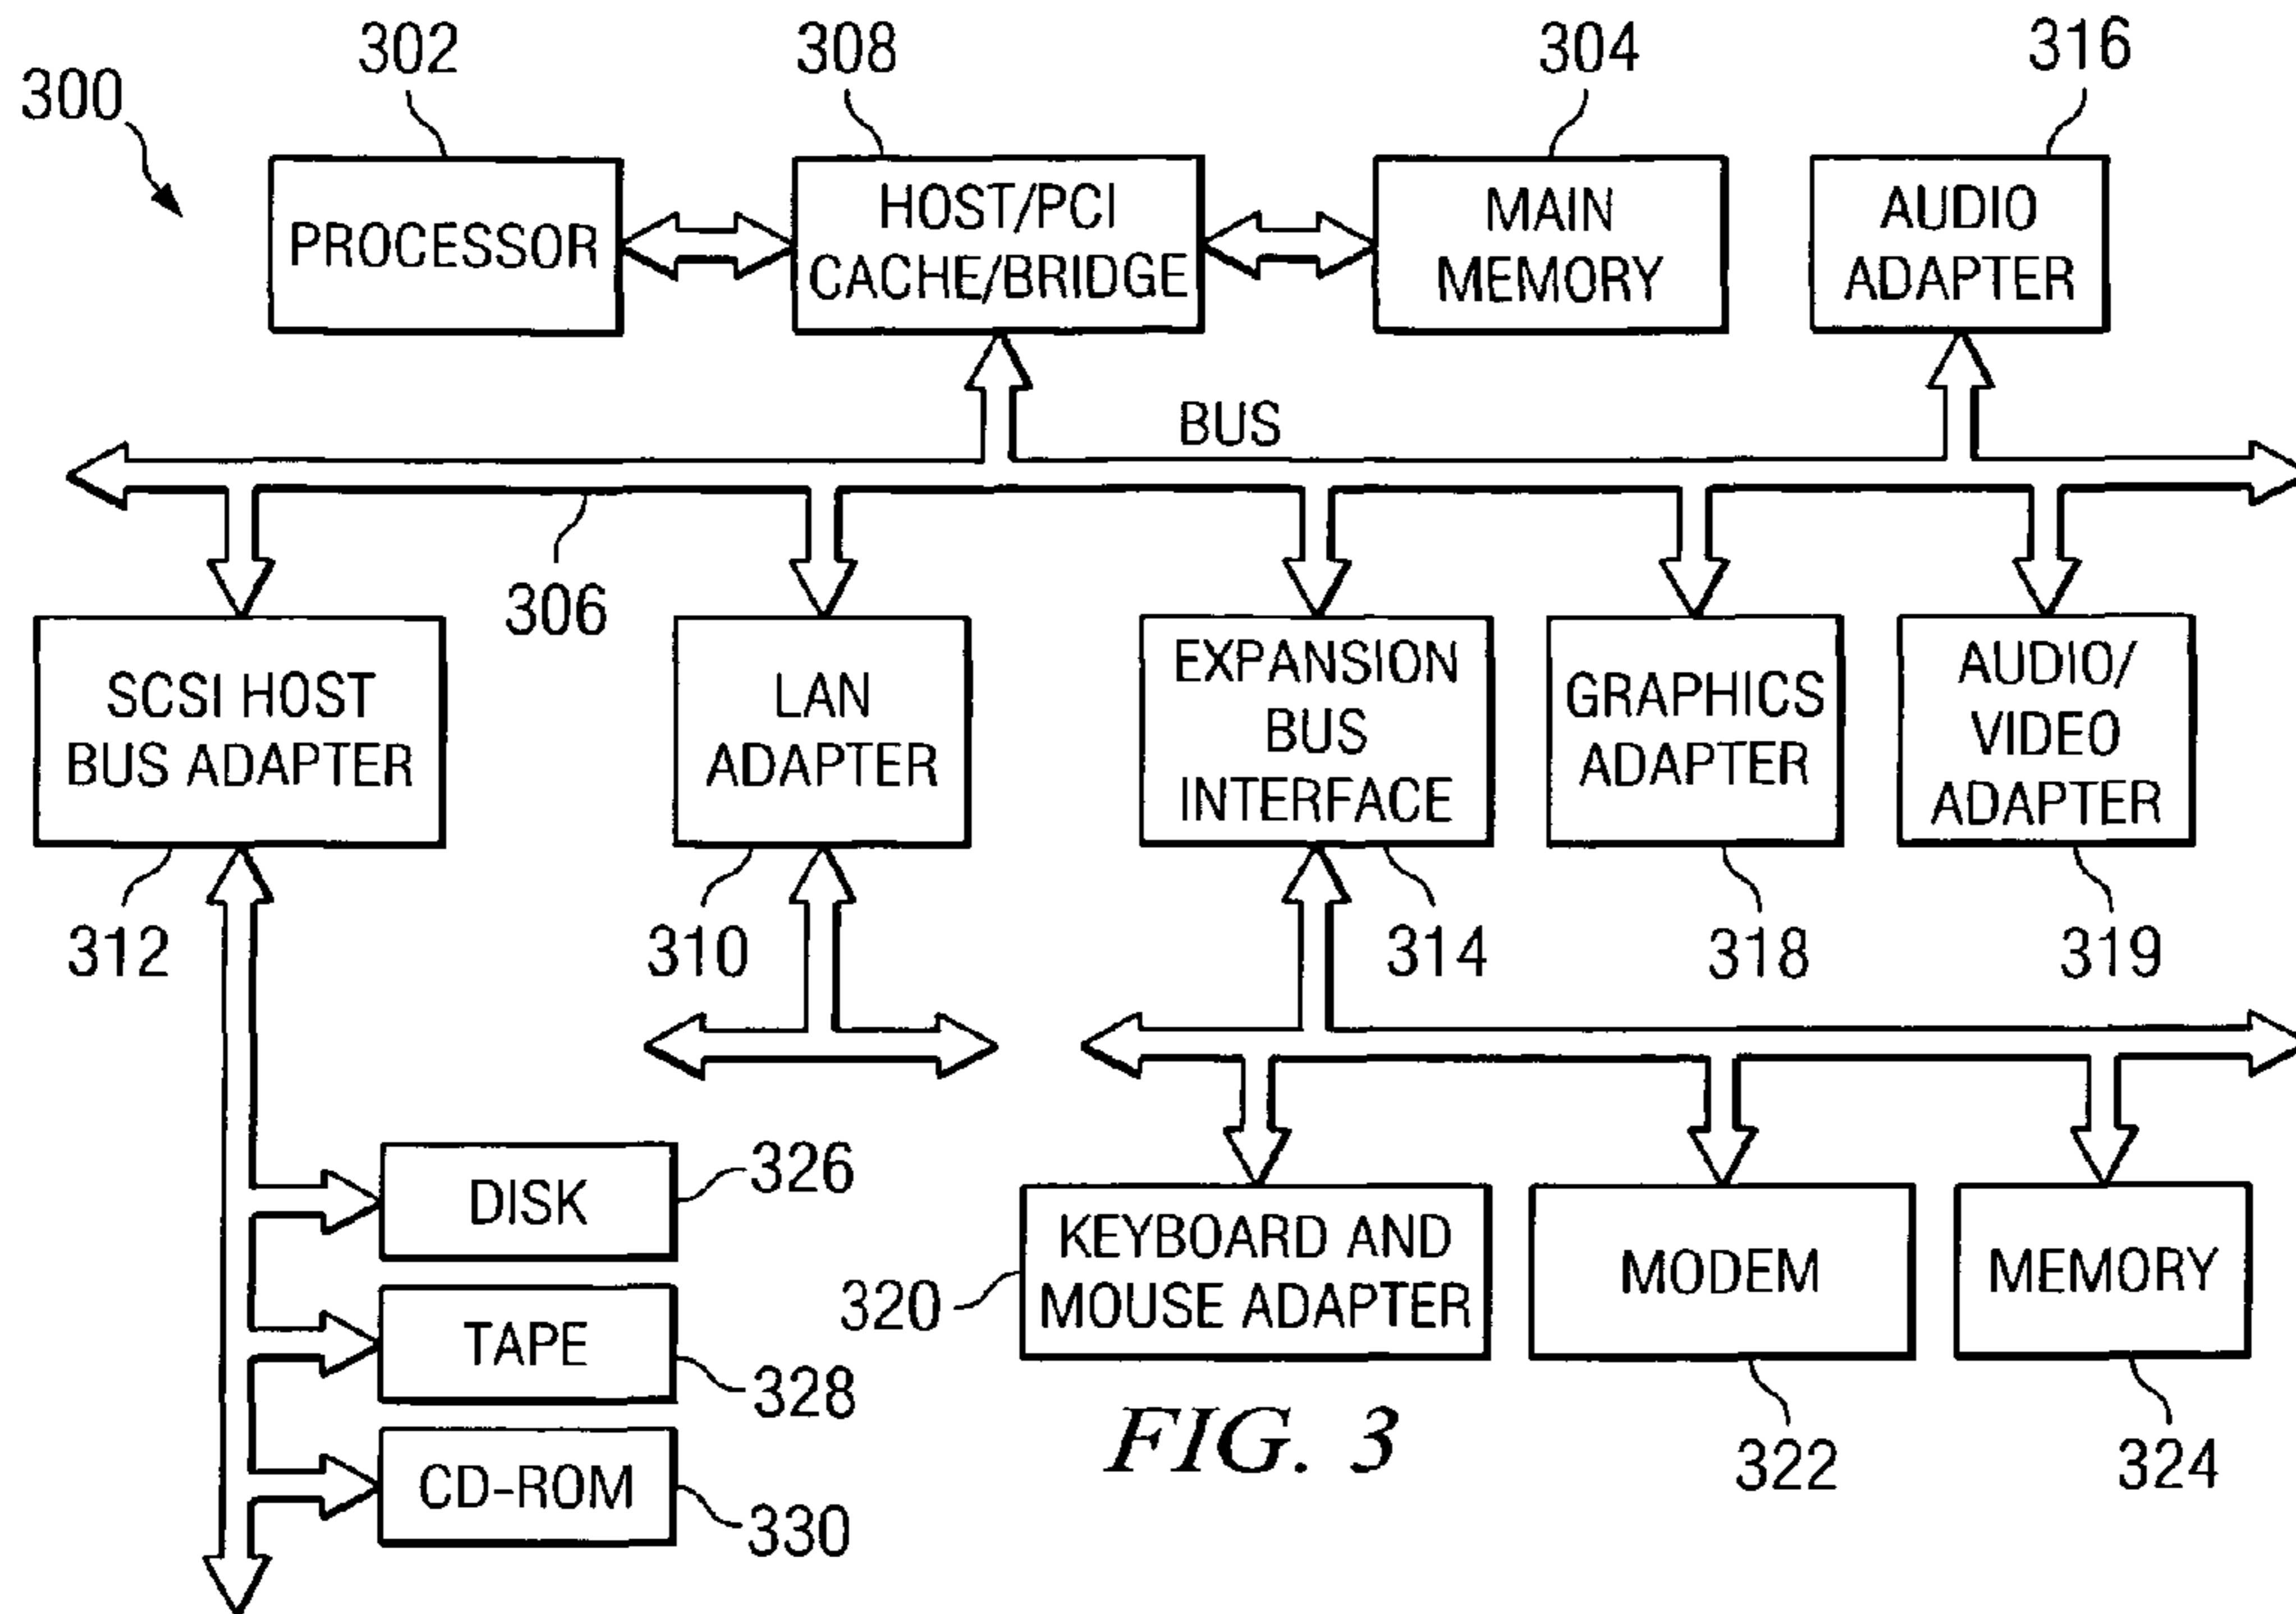 300
302
308
304
316
PROCESSOR
HOST/PCI
CACHE/BRIDGE
MAIN
MEMORY
AUDIO
ADAPTER
BUS
306
SCSI HOST
BUS ADAPTER
LAN
ADAPTER
EXPANSION
BUS
INTERFACE
GRAPHICS
ADAPTER
AUDIO/
VIDEO
ADAPTER
312
310
314
318
319
DISK
326
TAPE
328
CD-ROM
330
320
KEYBOARD AND
MOUSE ADAPTER
MODEM
MEMORY
322
324
FIG. 3